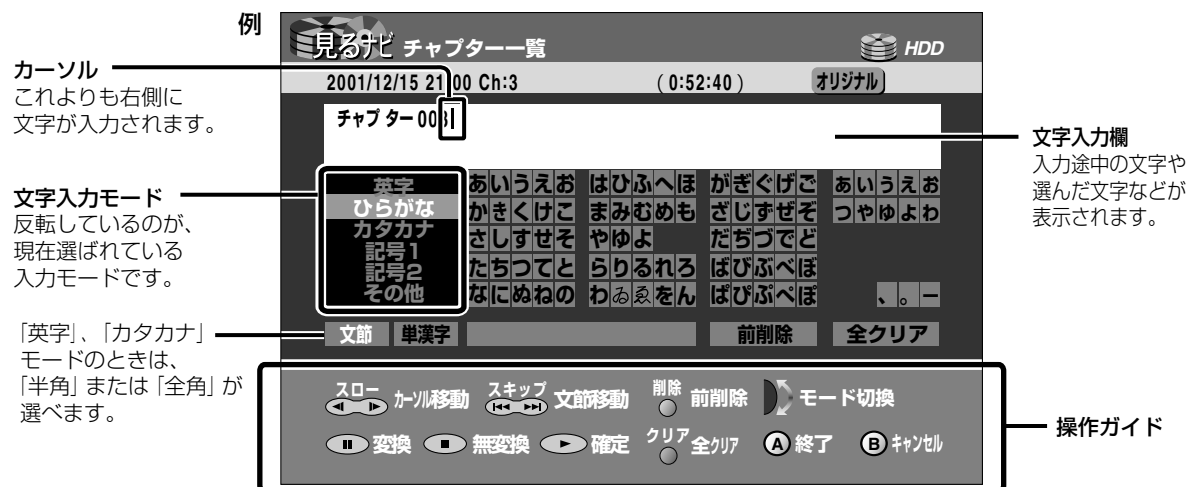 例
見るナビ チャプター一覧
HDD
2001/12/15 21:00 Ch:3 (0:52:40) オリジナル
チャプター 003
カーソル
これよりも右側に
文字が入力されます。
文字入力モード
反転しているのが、
現在選ばれている
入力モードです。
「英字」、「カタカナ」
モードのときは、
「半角」または「全角」が
選べます。
英字
ひらがな
カタカナ
記号1
記号2
その他
あいうえお はひふへほ がぎぐげご ぁぃぅぇぉ
かきくけこ まみむめも ざじずぜぞ っゃゅょゎ
さしすせそ やゆよ だぢづでど
たちつてと らりるれろ ばびぶべぼ
なにぬねの わゐゑをん ぱぴぷぺぽ 、。ー
文節 単漢字 前削除 全クリア
スロー カーソル移動 スキップ 文節移動 削除 前削除 モード切換
変換 無変換 確定 クリア 全クリア A 終了 B キャンセル
文字入力欄
入力途中の文字や
選んだ文字などが
表示されます。
操作ガイド